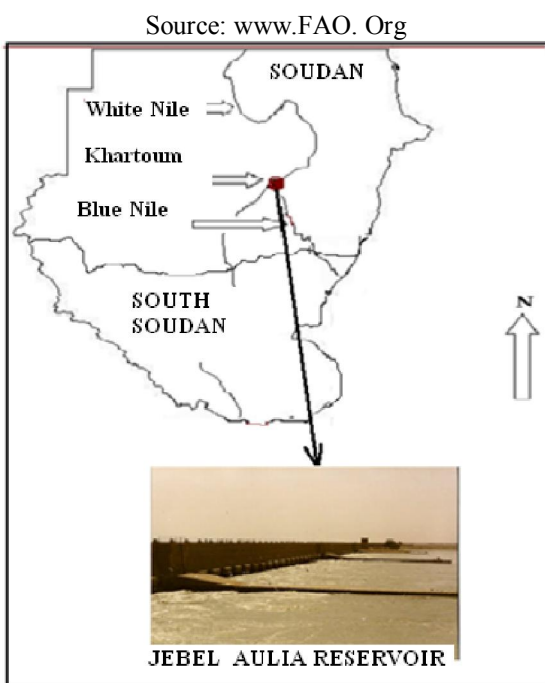 Source: www.FAO. Org
SOUDAN
White Nile
Khartoum
Blue Nile
SOUTH
SOUDAN
N
JEBEL AULIA RESERVOIR